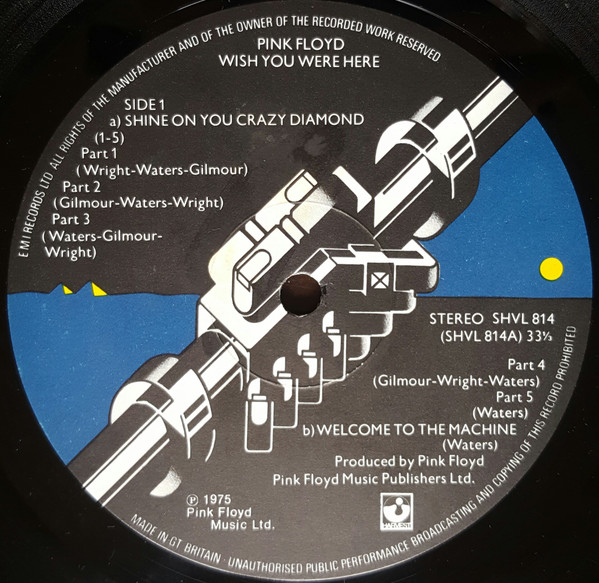 EMI RECORDS LTD ALL RIGHTS OF THE MANUFACTURER AND OF THE OWNER OF THE RECORDED WORK RESERVED
PINK FLOYD
WISH YOU WERE HERE
SIDE 1
a) SHINE ON YOU CRAZY DIAMOND
(1-5)
Part 1
(Wright-Waters-Gilmour)
Part 2
(Gilmour-Waters-Wright)
Part 3
(Waters-Gilmour-
Wright)
STEREO SHVL 814
(SHVL 814A) 33⅓
Part 4
(Gilmour-Wright-Waters)
Part 5
(Waters)
b) WELCOME TO THE MACHINE
(Waters)
Produced by Pink Floyd
Pink Floyd Music Publishers Ltd.
℗ 1975
Pink Floyd
Music Ltd.
HARVEST
MADE IN GT BRITAIN · UNAUTHORISED PUBLIC PERFORMANCE BROADCASTING AND COPYING OF THIS RECORD PROHIBITED